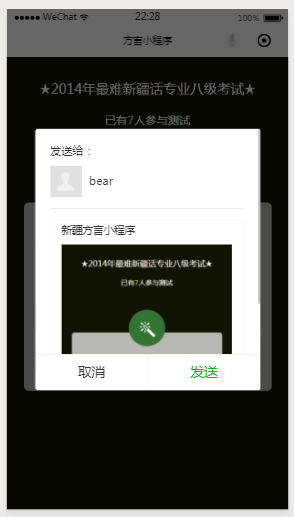 ●●●●● WeChat 22:28 100%
方言小程序
★2014年最难新疆话专业八级考试★
已有7人参与测试
发送给：
bear
新疆方言小程序
★2014年最难新疆话专业八级考试★
已有7人参与测试
取消 发送